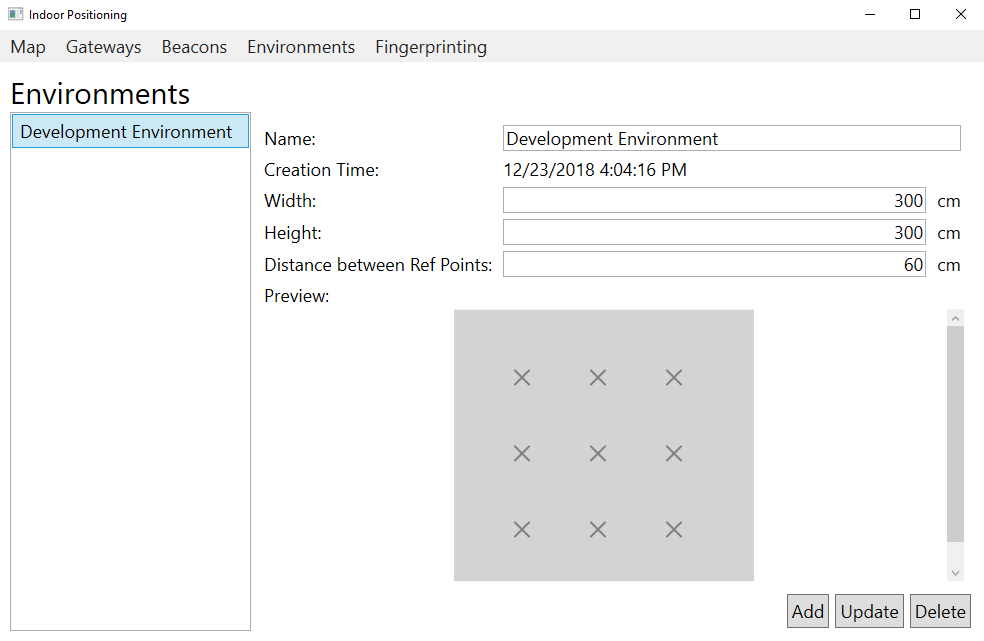 Indoor Positioning
Map Gateways Beacons Environments Fingerprinting
Environments
Development Environment
Name: Development Environment
Creation Time: 12/23/2018 4:04:16 PM
Width: 300 cm
Height: 300 cm
Distance between Ref Points: 60 cm
Preview:
Add Update Delete